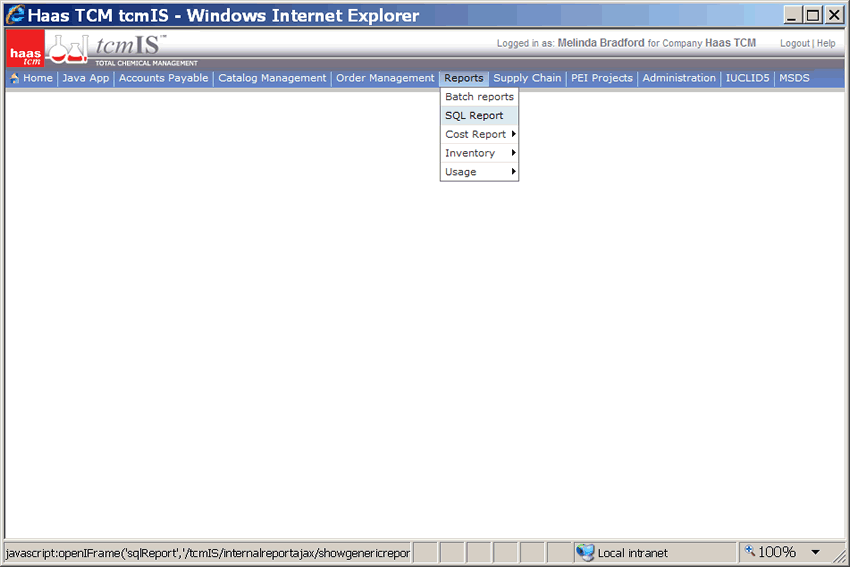 Haas TCM tcmIS - Windows Internet Explorer
haas
tcm
tcmIS™
TOTAL CHEMICAL MANAGEMENT
Logged in as: Melinda Bradford for Company Haas TCM
Logout | Help
Home | Java App | Accounts Payable | Catalog Management | Order Management | Reports | Supply Chain | PEI Projects | Administration | IUCLID5 | MSDS
Batch reports
SQL Report
Cost Report
Inventory
Usage
javascript:openIFrame('sqlReport','/tcmIS/internalreportajax/showgenericrepor
Local intranet
100%